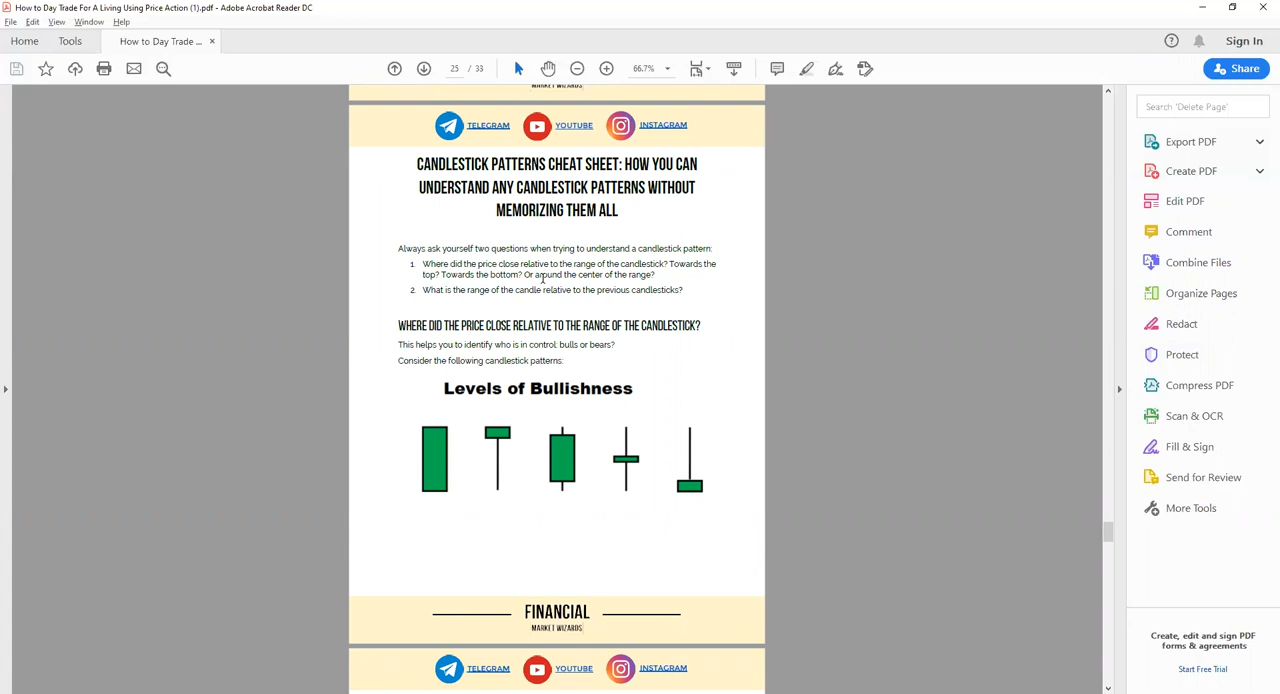 How to Day Trade For A Living Using Price Action (1).pdf - Adobe Acrobat Reader DC
File Edit View Window Help
Home Tools How to Day Trade ... × Sign In
25 / 33 66.7% Share
MARKET WIZARDS
TELEGRAM YOUTUBE INSTAGRAM
CANDLESTICK PATTERNS CHEAT SHEET: HOW YOU CAN
UNDERSTAND ANY CANDLESTICK PATTERNS WITHOUT
MEMORIZING THEM ALL
Always ask yourself two questions when trying to understand a candlestick pattern:
1. Where did the price close relative to the range of the candlestick? Towards the
top? Towards the bottom? Or around the center of the range?
2. What is the range of the candle relative to the previous candlesticks?
WHERE DID THE PRICE CLOSE RELATIVE TO THE RANGE OF THE CANDLESTICK?
This helps you to identify who is in control: bulls or bears?
Consider the following candlestick patterns:
Levels of Bullishness
FINANCIAL
MARKET WIZARDS
TELEGRAM YOUTUBE INSTAGRAM
Search 'Delete Page'
Export PDF
Create PDF
Edit PDF
Comment
Combine Files
Organize Pages
Redact
Protect
Compress PDF
Scan & OCR
Fill & Sign
Send for Review
More Tools
Create, edit and sign PDF
forms & agreements
Start Free Trial